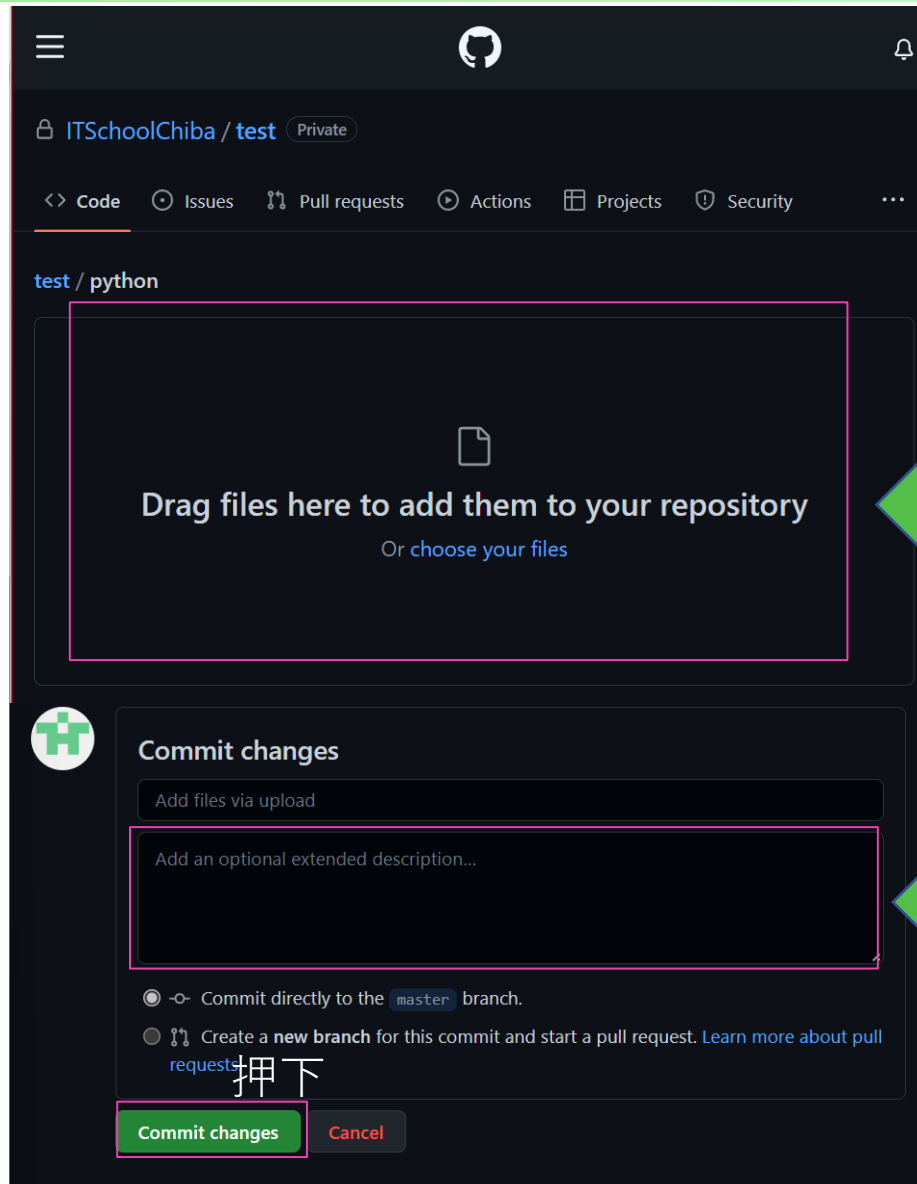 ITSchoolChiba / test Private
Code Issues Pull requests Actions Projects Security ...
test / python
Drag files here to add them to your repository
Or choose your files
Commit changes
Add files via upload
Add an optional extended description...
Commit directly to the master branch.
Create a new branch for this commit and start a pull request. Learn more about pull
requests
押下
Commit changes Cancel